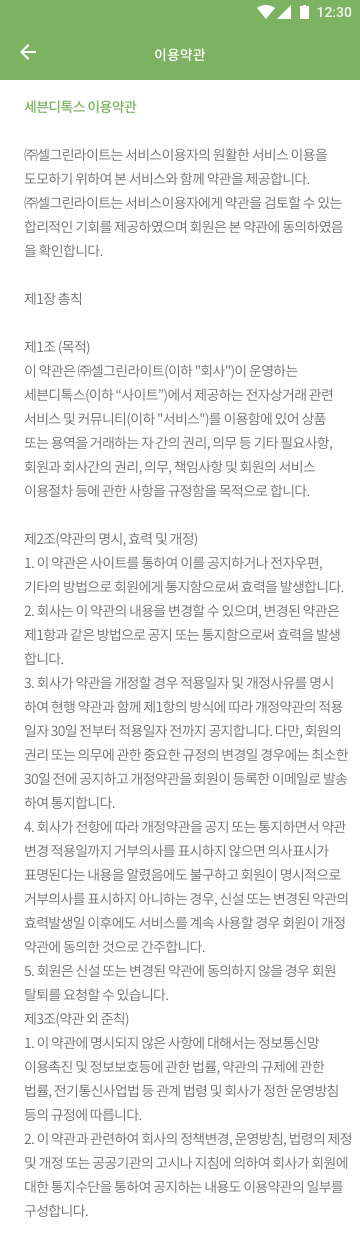 12:30
이용약관
세븐디톡스 이용약관
㈜셀그린라이트는 서비스이용자의 원활한 서비스 이용을
도모하기 위하여 본 서비스와 함께 약관을 제공합니다.
㈜셀그린라이트는 서비스이용자에게 약관을 검토할 수 있는
합리적인 기회를 제공하였으며 회원은 본 약관에 동의하였음
을 확인합니다.
제1장 총칙
제1조 (목적)
이 약관은 ㈜셀그린라이트(이하 "회사")이 운영하는
세븐디톡스(이하 “사이트”)에서 제공하는 전자상거래 관련
서비스 및 커뮤니티(이하 "서비스")를 이용함에 있어 상품
또는 용역을 거래하는 자 간의 권리, 의무 등 기타 필요사항,
회원과 회사간의 권리, 의무, 책임사항 및 회원의 서비스
이용절차 등에 관한 사항을 규정함을 목적으로 합니다.
제2조(약관의 명시, 효력 및 개정)
1. 이 약관은 사이트를 통하여 이를 공지하거나 전자우편,
기타의 방법으로 회원에게 통지함으로써 효력을 발생합니다.
2. 회사는 이 약관의 내용을 변경할 수 있으며, 변경된 약관은
제1항과 같은 방법으로 공지 또는 통지함으로써 효력을 발생
합니다.
3. 회사가 약관을 개정할 경우 적용일자 및 개정사유를 명시
하여 현행 약관과 함께 제1항의 방식에 따라 개정약관의 적용
일자 30일 전부터 적용일자 전까지 공지합니다. 다만, 회원의
권리 또는 의무에 관한 중요한 규정의 변경일 경우에는 최소한
30일 전에 공지하고 개정약관을 회원이 등록한 이메일로 발송
하여 통지합니다.
4. 회사가 전항에 따라 개정약관을 공지 또는 통지하면서 약관
변경 적용일까지 거부의사를 표시하지 않으면 의사표시가
표명된다는 내용을 알렸음에도 불구하고 회원이 명시적으로
거부의사를 표시하지 아니하는 경우, 신설 또는 변경된 약관의
효력발생일 이후에도 서비스를 계속 사용할 경우 회원이 개정
약관에 동의한 것으로 간주합니다.
5. 회원은 신설 또는 변경된 약관에 동의하지 않을 경우 회원
탈퇴를 요청할 수 있습니다.
제3조(약관 외 준칙)
1. 이 약관에 명시되지 않은 사항에 대해서는 정보통신망
이용촉진 및 정보보호등에 관한 법률, 약관의 규제에 관한
법률, 전기통신사업법 등 관계 법령 및 회사가 정한 운영방침
등의 규정에 따릅니다.
2. 이 약관과 관련하여 회사의 정책변경, 운영방침, 법령의 제정
및 개정 또는 공공기관의 고시나 지침에 의하여 회사가 회원에
대한 통지수단을 통하여 공지하는 내용도 이용약관의 일부를
구성합니다.